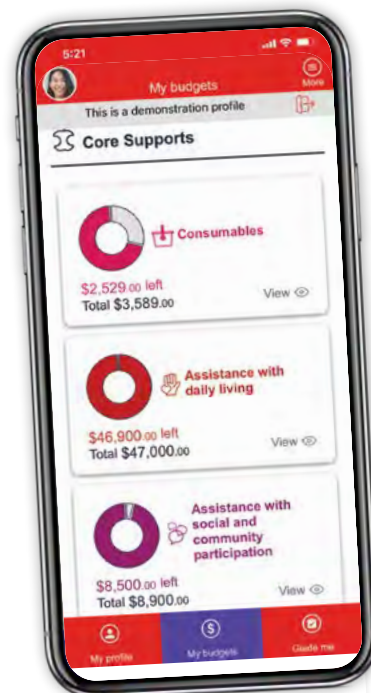 5:21
My budgets
More
This is a demonstration profile
Core Supports
Consumables
$2,529.00 left
Total $3,589.00
View
Assistance with
daily living
$46,900.00 left
Total $47,000.00
View
Assistance with
social and
community
participation
$8,500.00 left
Total $8,900.00
View
My profile
My budgets
Guide me